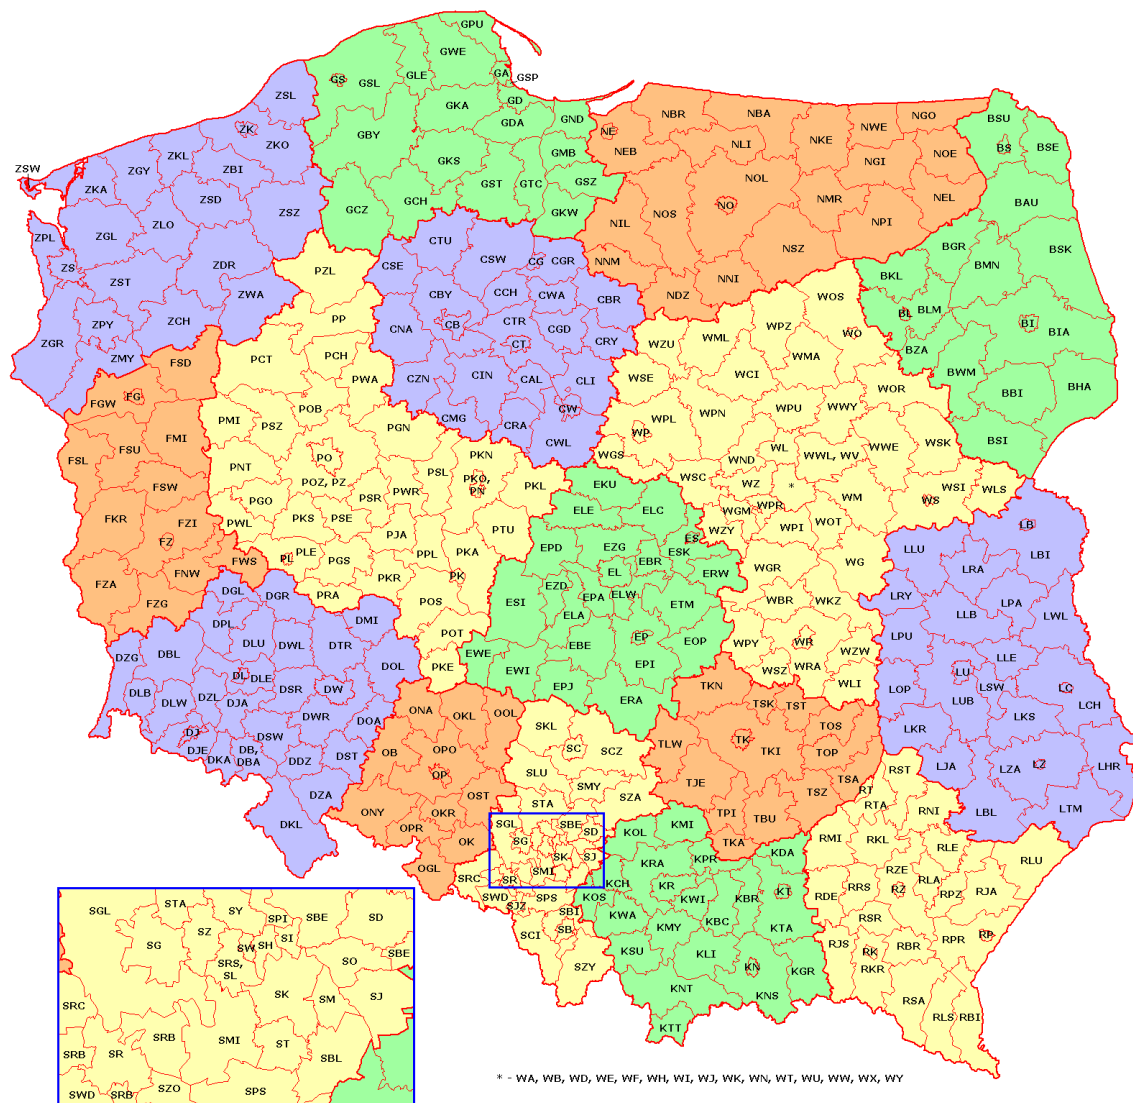 GPU
GWE
GS
GSL
GLE
GA
GSP
ZSL
GKA
GD
GDA
GND
NBR
NBA
NGO
BSU
ZK
ZKO
GBY
NE
NEB
NLI
NKE
NWE
BS
BSE
ZSW
ZKA
ZGY
ZKL
ZBI
GKS
GMB
NOL
NGI
NOE
ZSD
ZSZ
GCZ
GCH
GST
GTC
GSZ
GKW
NIL
NOS
NO
NMR
NEL
NPI
BAU
ZPL
ZGL
ZLO
CTU
NSZ
BGR
BSK
ZS
ZST
ZDR
PZL
CSE
CSW
CG
CGR
NNM
NNI
NDZ
BKL
BMN
ZWA
CBY
CCH
CWA
CBR
WOS
BL
BLM
BI
BIA
ZGR
ZPY
ZCH
ZMY
PP
CNA
CB
CTR
CT
CGD
CRY
WZU
WML
WPZ
WO
BZA
FSD
PCT
PCH
PWA
CZN
CIN
CAL
CLI
WSE
WCI
WMA
WOR
BWM
BBI
BHA
FGW
FG
PMI
PSZ
POB
PGN
CMG
CRA
CW
CWL
WP
WPL
WPN
WPU
WWY
BSI
FSL
FSU
FMI
PNT
PO
POZ, PZ
PSL
PKN
PKO,
PN
PKL
WGS
WND
WL
WWL, WV
WWE
WSK
FSW
PGO
PSR
PWR
EKU
WSC
WZ
*
WM
WS
WSI
WLS
FKR
FZI
FZ
PWL
PKS
PSE
PJA
PTU
ELE
ELC
WZY
WGM
WPR
WPI
WOT
LB
LBI
FZA
FNW
FWS
PL
PLE
PGS
PPL
PKA
EPD
EZG
EBR
ES
ESK
WGR
WG
LLU
LRA
FZG
PRA
PKR
PK
POS
ESI
EZD
EL
EPA
ELW
ERW
ETM
WBR
WKZ
LRY
LPA
LLB
LWL
DGL
DGR
DPL
DMI
POT
ELA
EBE
EP
EOP
WPY
WR
WZW
LPU
DZG
DBL
DLU
DWL
DTR
DOL
PKE
EWE
EWI
EPI
WSZ
WRA
WLI
LU
LLE
DLB
DLW
DZL
DL
DLE
DJA
DSR
DW
ONA
OKL
OOL
EPJ
ERA
TKN
TSK
TST
LOP
LUB
LSW
LC
LCH
DJ
DJE
DKA
DB,
DBA
DSW
DWR
DOA
DST
OB
OPO
SKL
SC
SCZ
TLW
TK
TKI
TOS
TOP
LKR
LKS
DDZ
DZA
OP
OST
SLU
SMY
SZA
TJE
TSZ
TSA
RT
RST
LJA
LZA
LZ
LHR
DKL
ONY
OPR
OKR
OK
STA
TPI
TBU
RTA
RNI
LBL
LTM
SGL
SBE
SD
SG
SK
SJ
SMI
KOL
KMI
TKA
RMI
RKL
RLE
RLU
OGL
SRC
SR
KRA
KPR
KDA
RZE
SWD
SJZ
SPS
SBI
KOS
KCH
KR
KWI
KBR
KT
RDE
RRS
RZ
RLA
RPZ
RJA
SCI
SB
KWA
KMY
KBC
KTA
RSR
RJS
RK
RKR
RBR
RPR
RP
SZY
KSU
KLI
KN
KGR
KNT
KNS
RSA
KTT
RLS
RBI
SGL
STA
SY
SPI
SBE
SD
SG
SZ
SW
SH
SI
SRS,
SL
SO
SBE
SRC
SK
SM
SJ
SRB
SR
SRB
SMI
ST
SBL
SWD
SRB
SZO
SPS
* - WA, WB, WD, WE, WF, WH, WI, WJ, WK, WN, WT, WU, WW, WX, WY